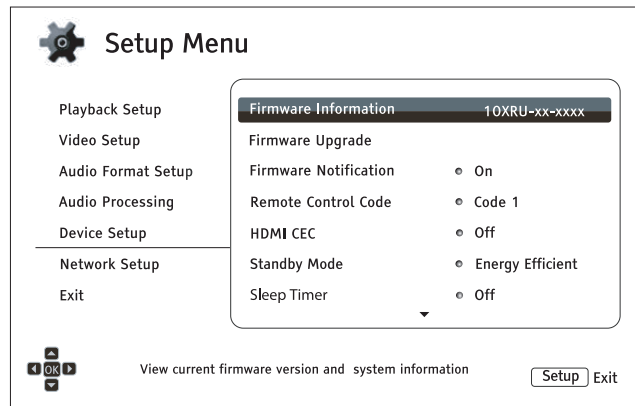 Setup Menu
Playback Setup
Video Setup
Audio Format Setup
Audio Processing
Device Setup
Network Setup
Exit
Firmware Information 10XRU-xx-xxxx
Firmware Upgrade
Firmware Notification On
Remote Control Code Code 1
HDMI CEC Off
Standby Mode Energy Efficient
Sleep Timer Off
OK
View current firmware version and system information
Setup Exit